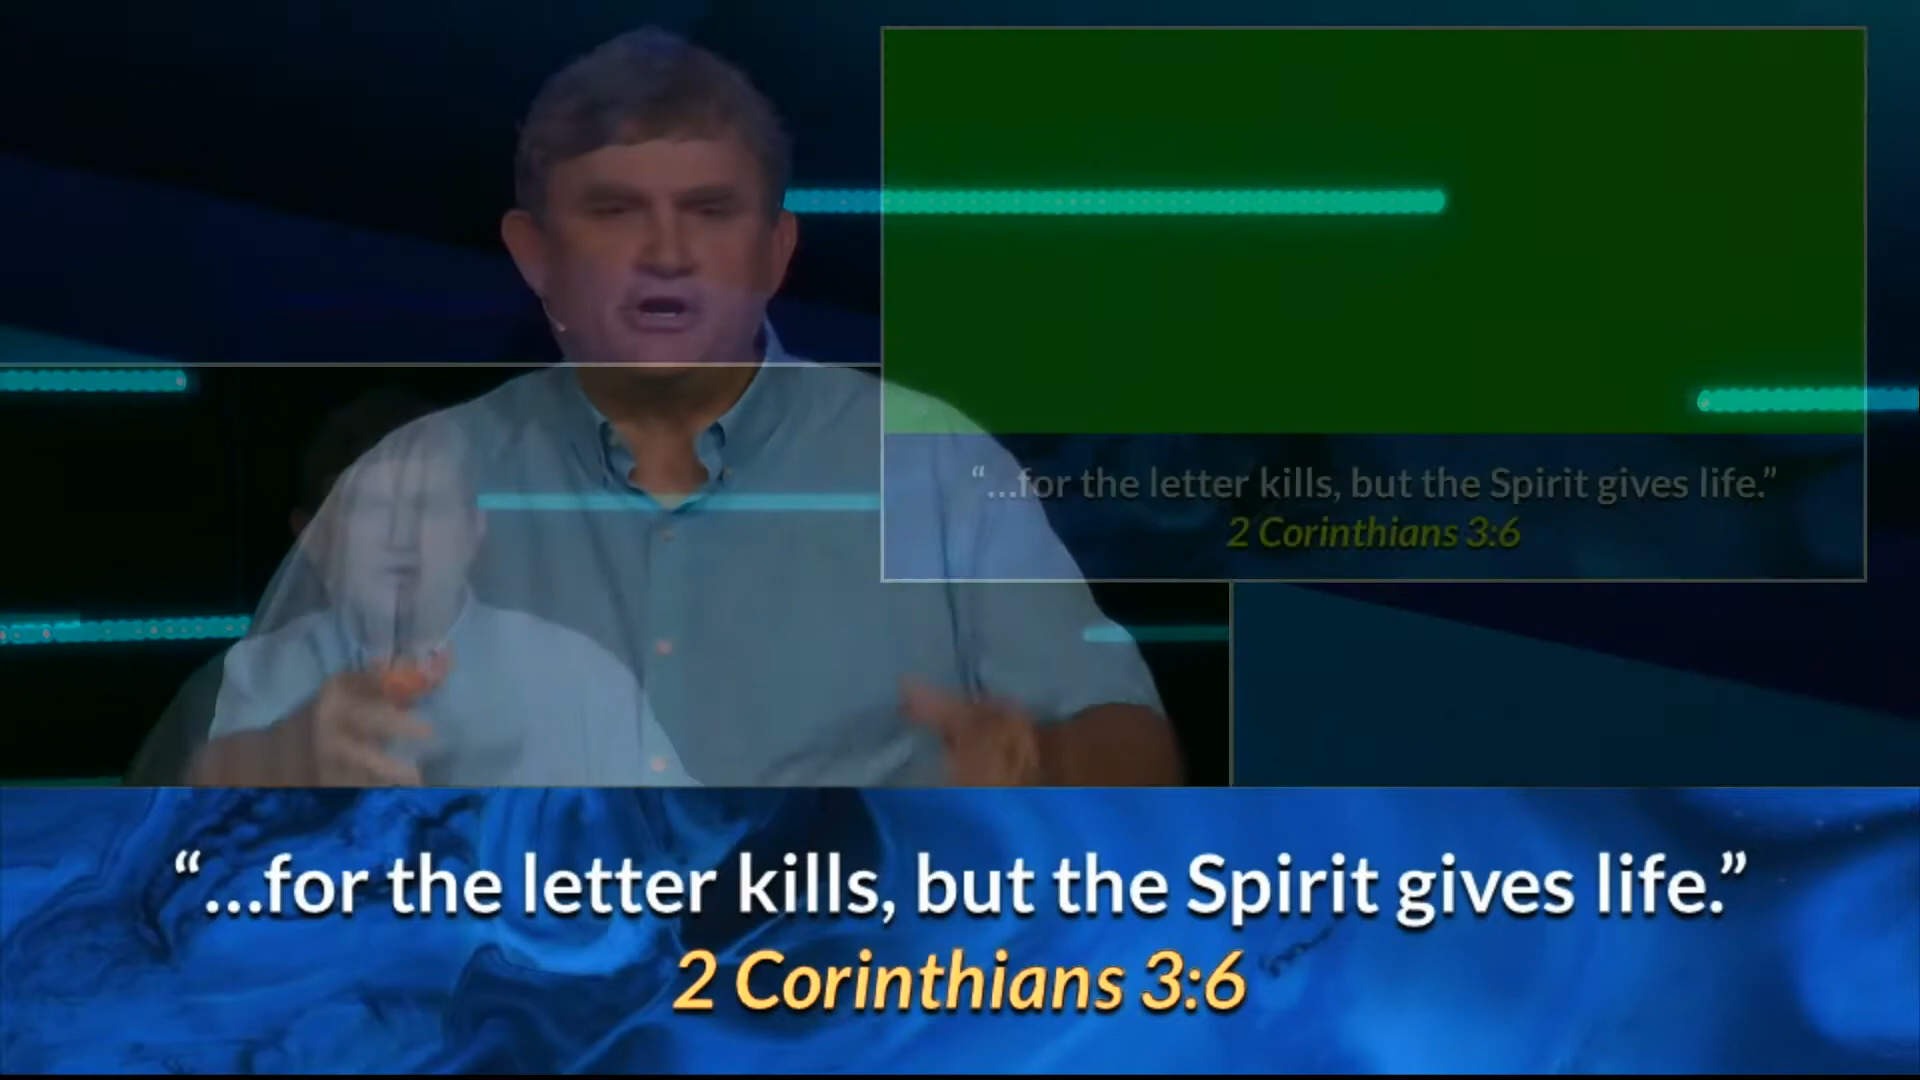 “...for the letter kills, but the Spirit gives life.”
2 Corinthians 3:6
“...for the letter kills, but the Spirit gives life.”
2 Corinthians 3:6